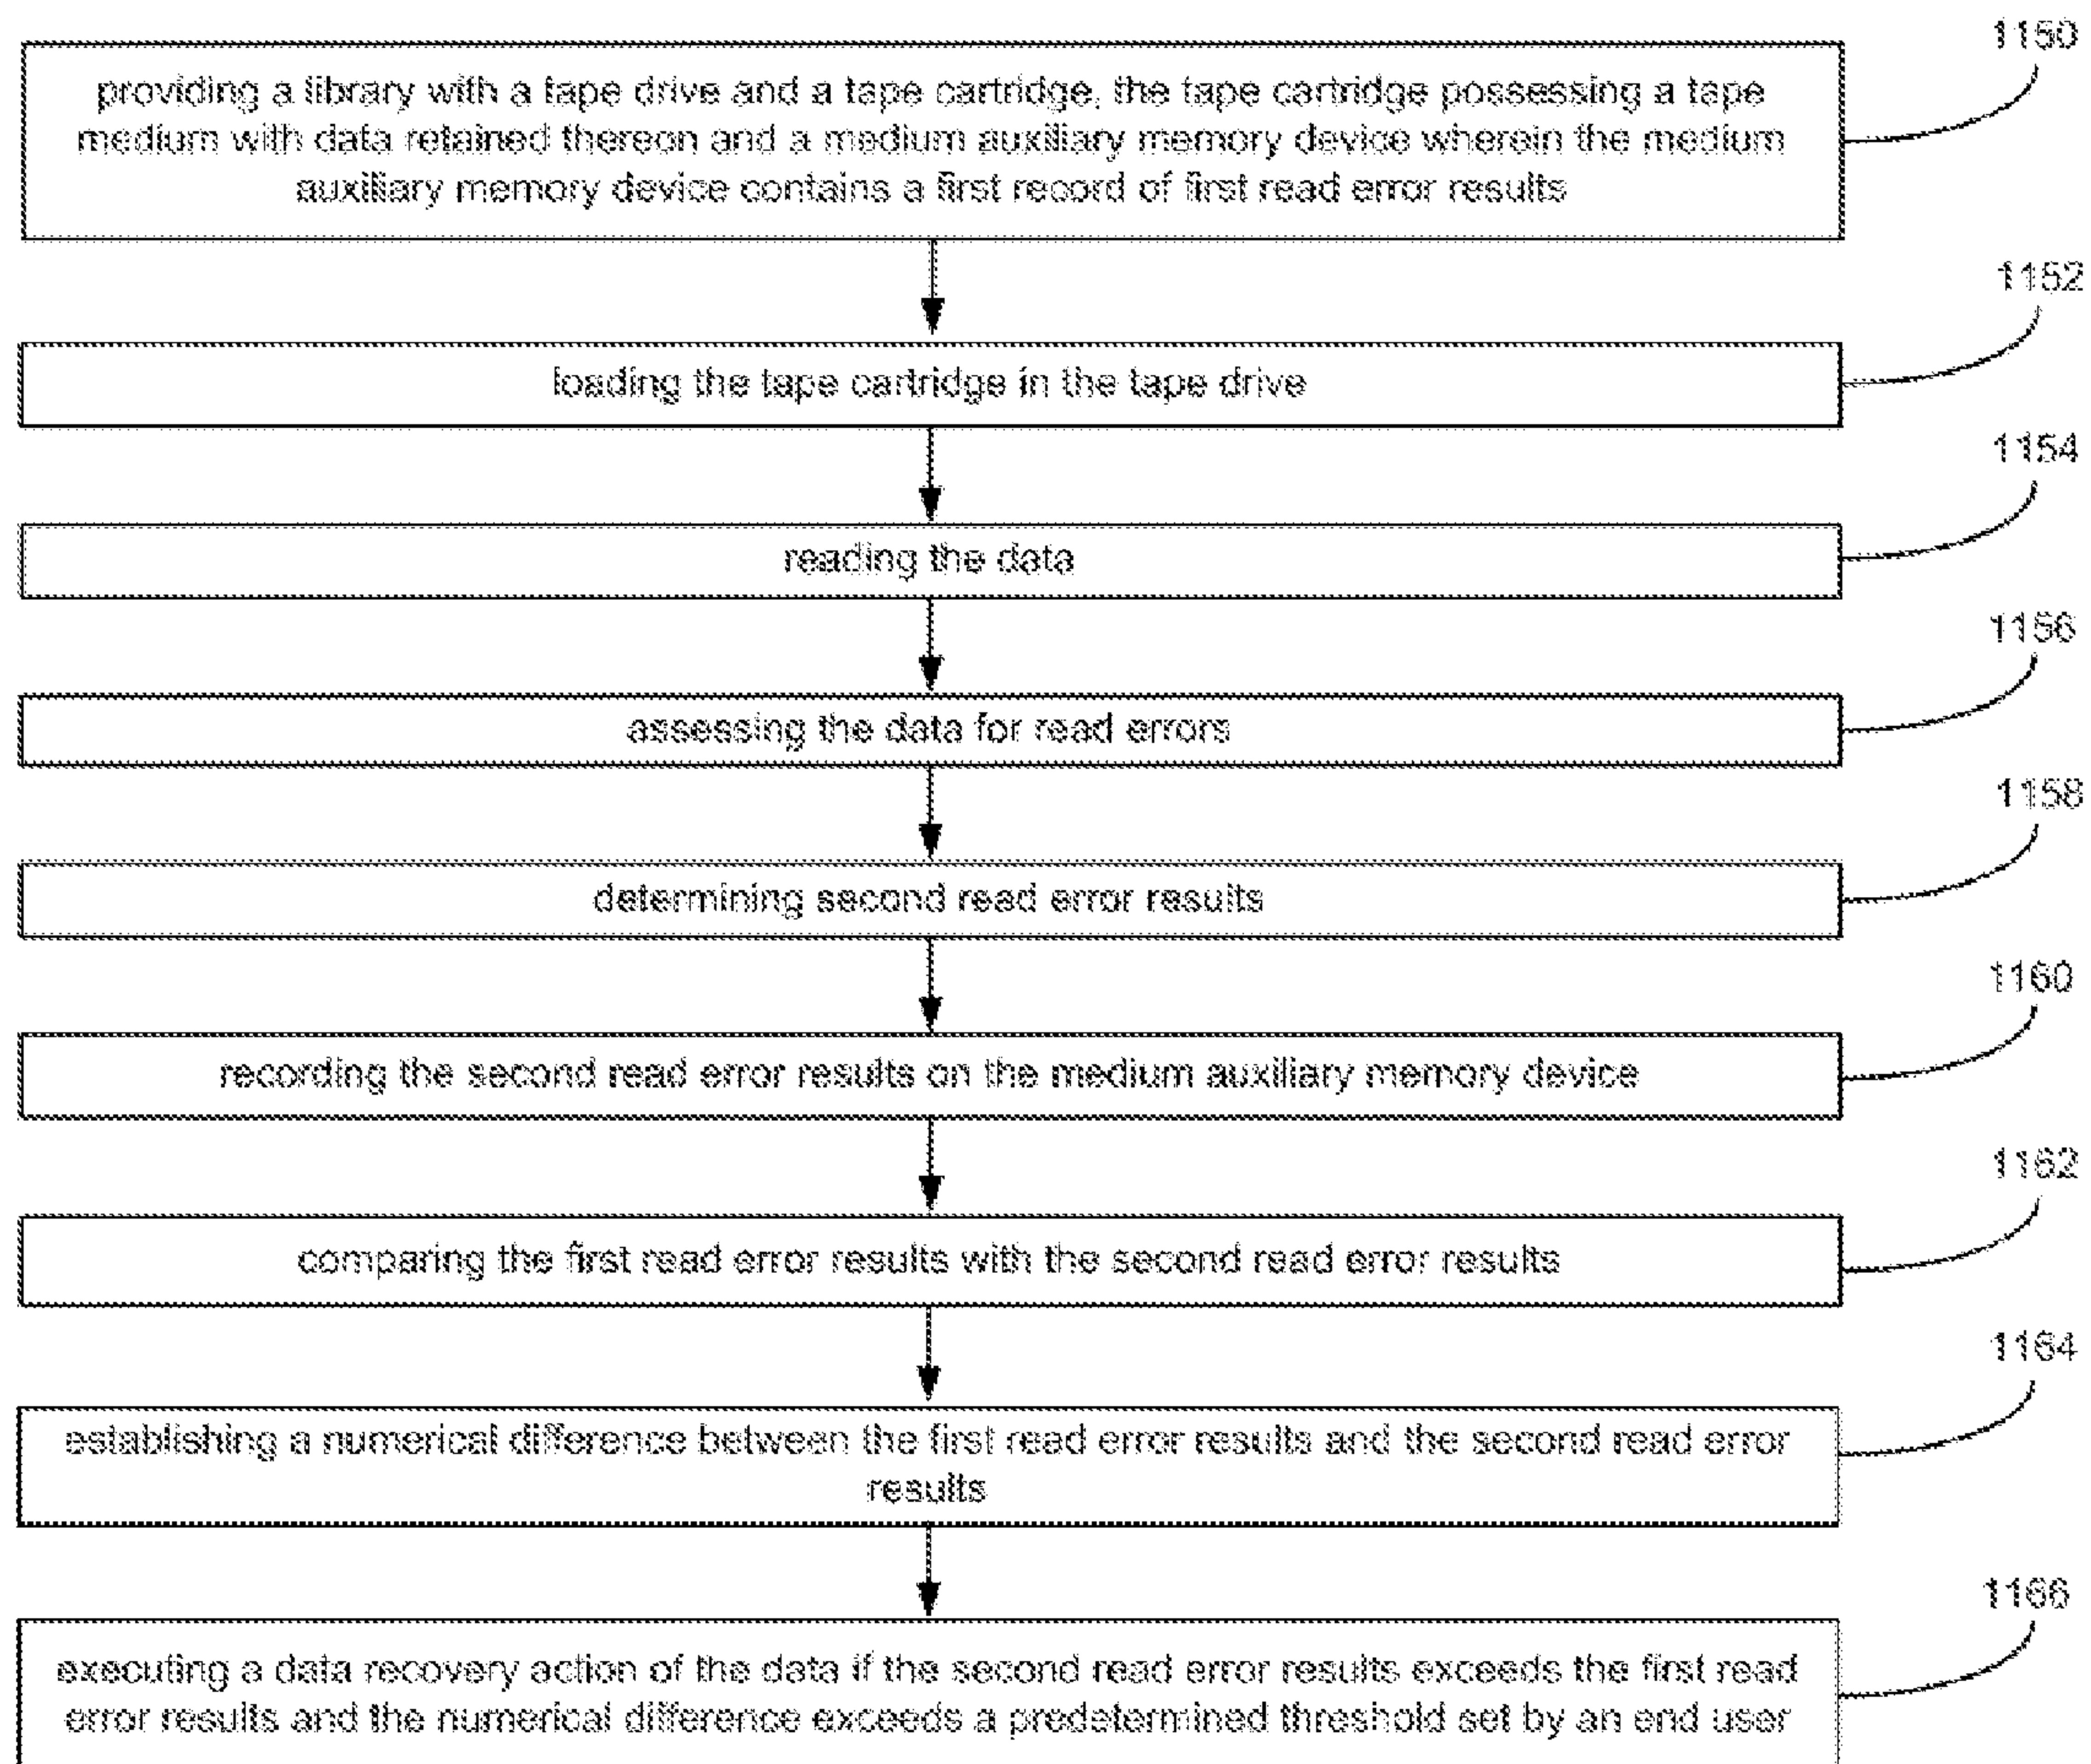 1150
providing a library with a tape drive and a tape cartridge, the tape cartridge possessing a tape
medium with data retained thereon and a medium auxiliary memory device wherein the medium
auxiliary memory device contains a first record of first read error results
1152
loading the tape cartridge in the tape drive
1154
reading the data
1156
assessing the data for read errors
1158
determining second read error results
1160
recording the second read error results on the medium auxiliary memory device
1162
comparing the first read error results with the second read error results
1164
establishing a numerical difference between the first read error results and the second read error
results
1166
executing a data recovery action of the data if the second read error results exceeds the first read
error results and the numerical difference exceeds a predetermined threshold set by an end user